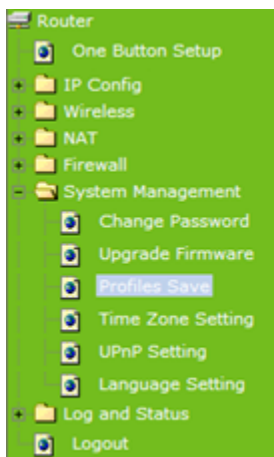 Router
One Button Setup
IP Config
Wireless
NAT
Firewall
System Management
Change Password
Upgrade Firmware
Profiles Save
Time Zone Setting
UPnP Setting
Language Setting
Log and Status
Logout